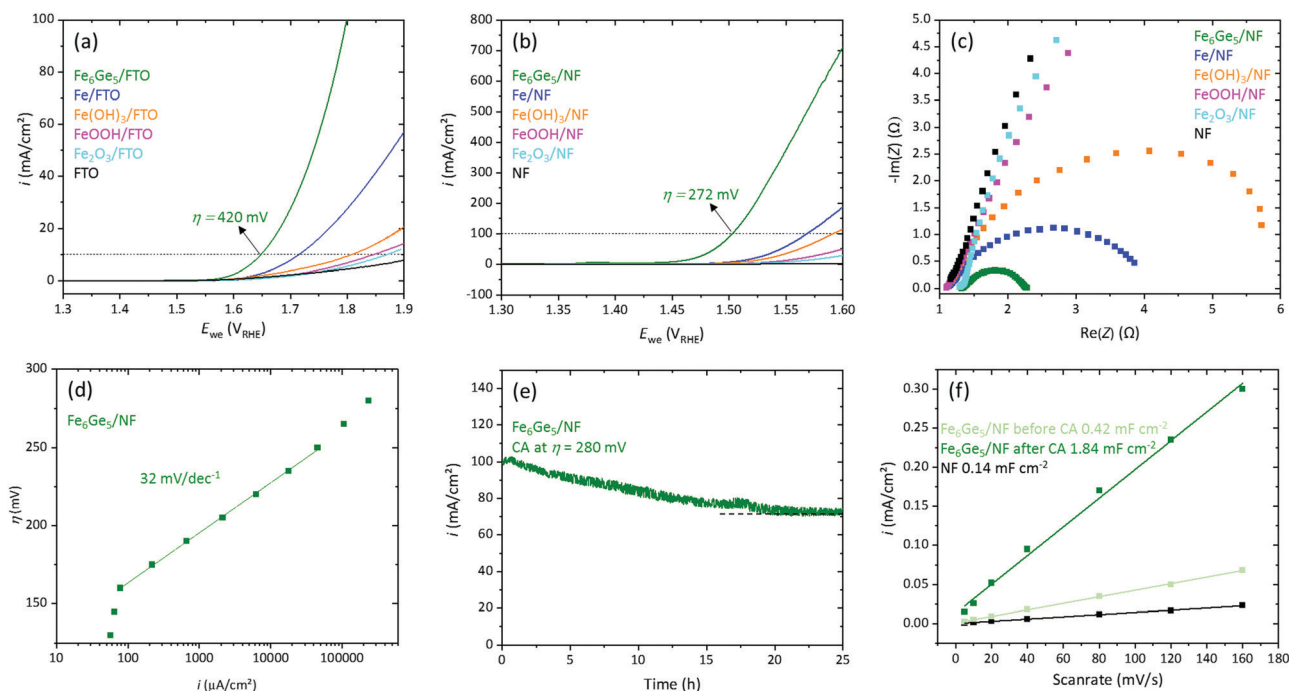 (a)
Fe₆Ge₅/FTO
Fe/FTO
Fe(OH)₃/FTO
FeOOH/FTO
Fe₂O₃/FTO
FTO
η = 420 mV
i (mA/cm²)
100
80
60
40
20
0
1.3 1.4 1.5 1.6 1.7 1.8 1.9
E_we (V_RHE)
(b)
Fe₆Ge₅/NF
Fe/NF
Fe(OH)₃/NF
FeOOH/NF
Fe₂O₃/NF
NF
η = 272 mV
i (mA/cm²)
800
700
600
500
400
300
200
100
0
-100
1.30 1.35 1.40 1.45 1.50 1.55 1.60
E_we (V_RHE)
(c)
Fe₆Ge₅/NF
Fe/NF
Fe(OH)₃/NF
FeOOH/NF
Fe₂O₃/NF
NF
-Im(Z) (Ω)
5.0
4.5
4.0
3.5
3.0
2.5
2.0
1.5
1.0
0.5
0.0
1 2 3 4 5 6
Re(Z) (Ω)
(d)
Fe₆Ge₅/NF
32 mV/dec⁻¹
η (mV)
300
250
200
150
10 100 1000 10000 100000
i (μA/cm²)
(e)
Fe₆Ge₅/NF
CA at η = 280 mV
i (mA/cm²)
140
120
100
80
60
40
20
0
0 5 10 15 20 25
Time (h)
(f)
Fe₆Ge₅/NF before CA 0.42 mF cm⁻²
Fe₆Ge₅/NF after CA 1.84 mF cm⁻²
NF 0.14 mF cm⁻²
i (mA/cm²)
0.30
0.25
0.20
0.15
0.10
0.05
0.00
0 20 40 60 80 100 120 140 160 180
Scanrate (mV/s)